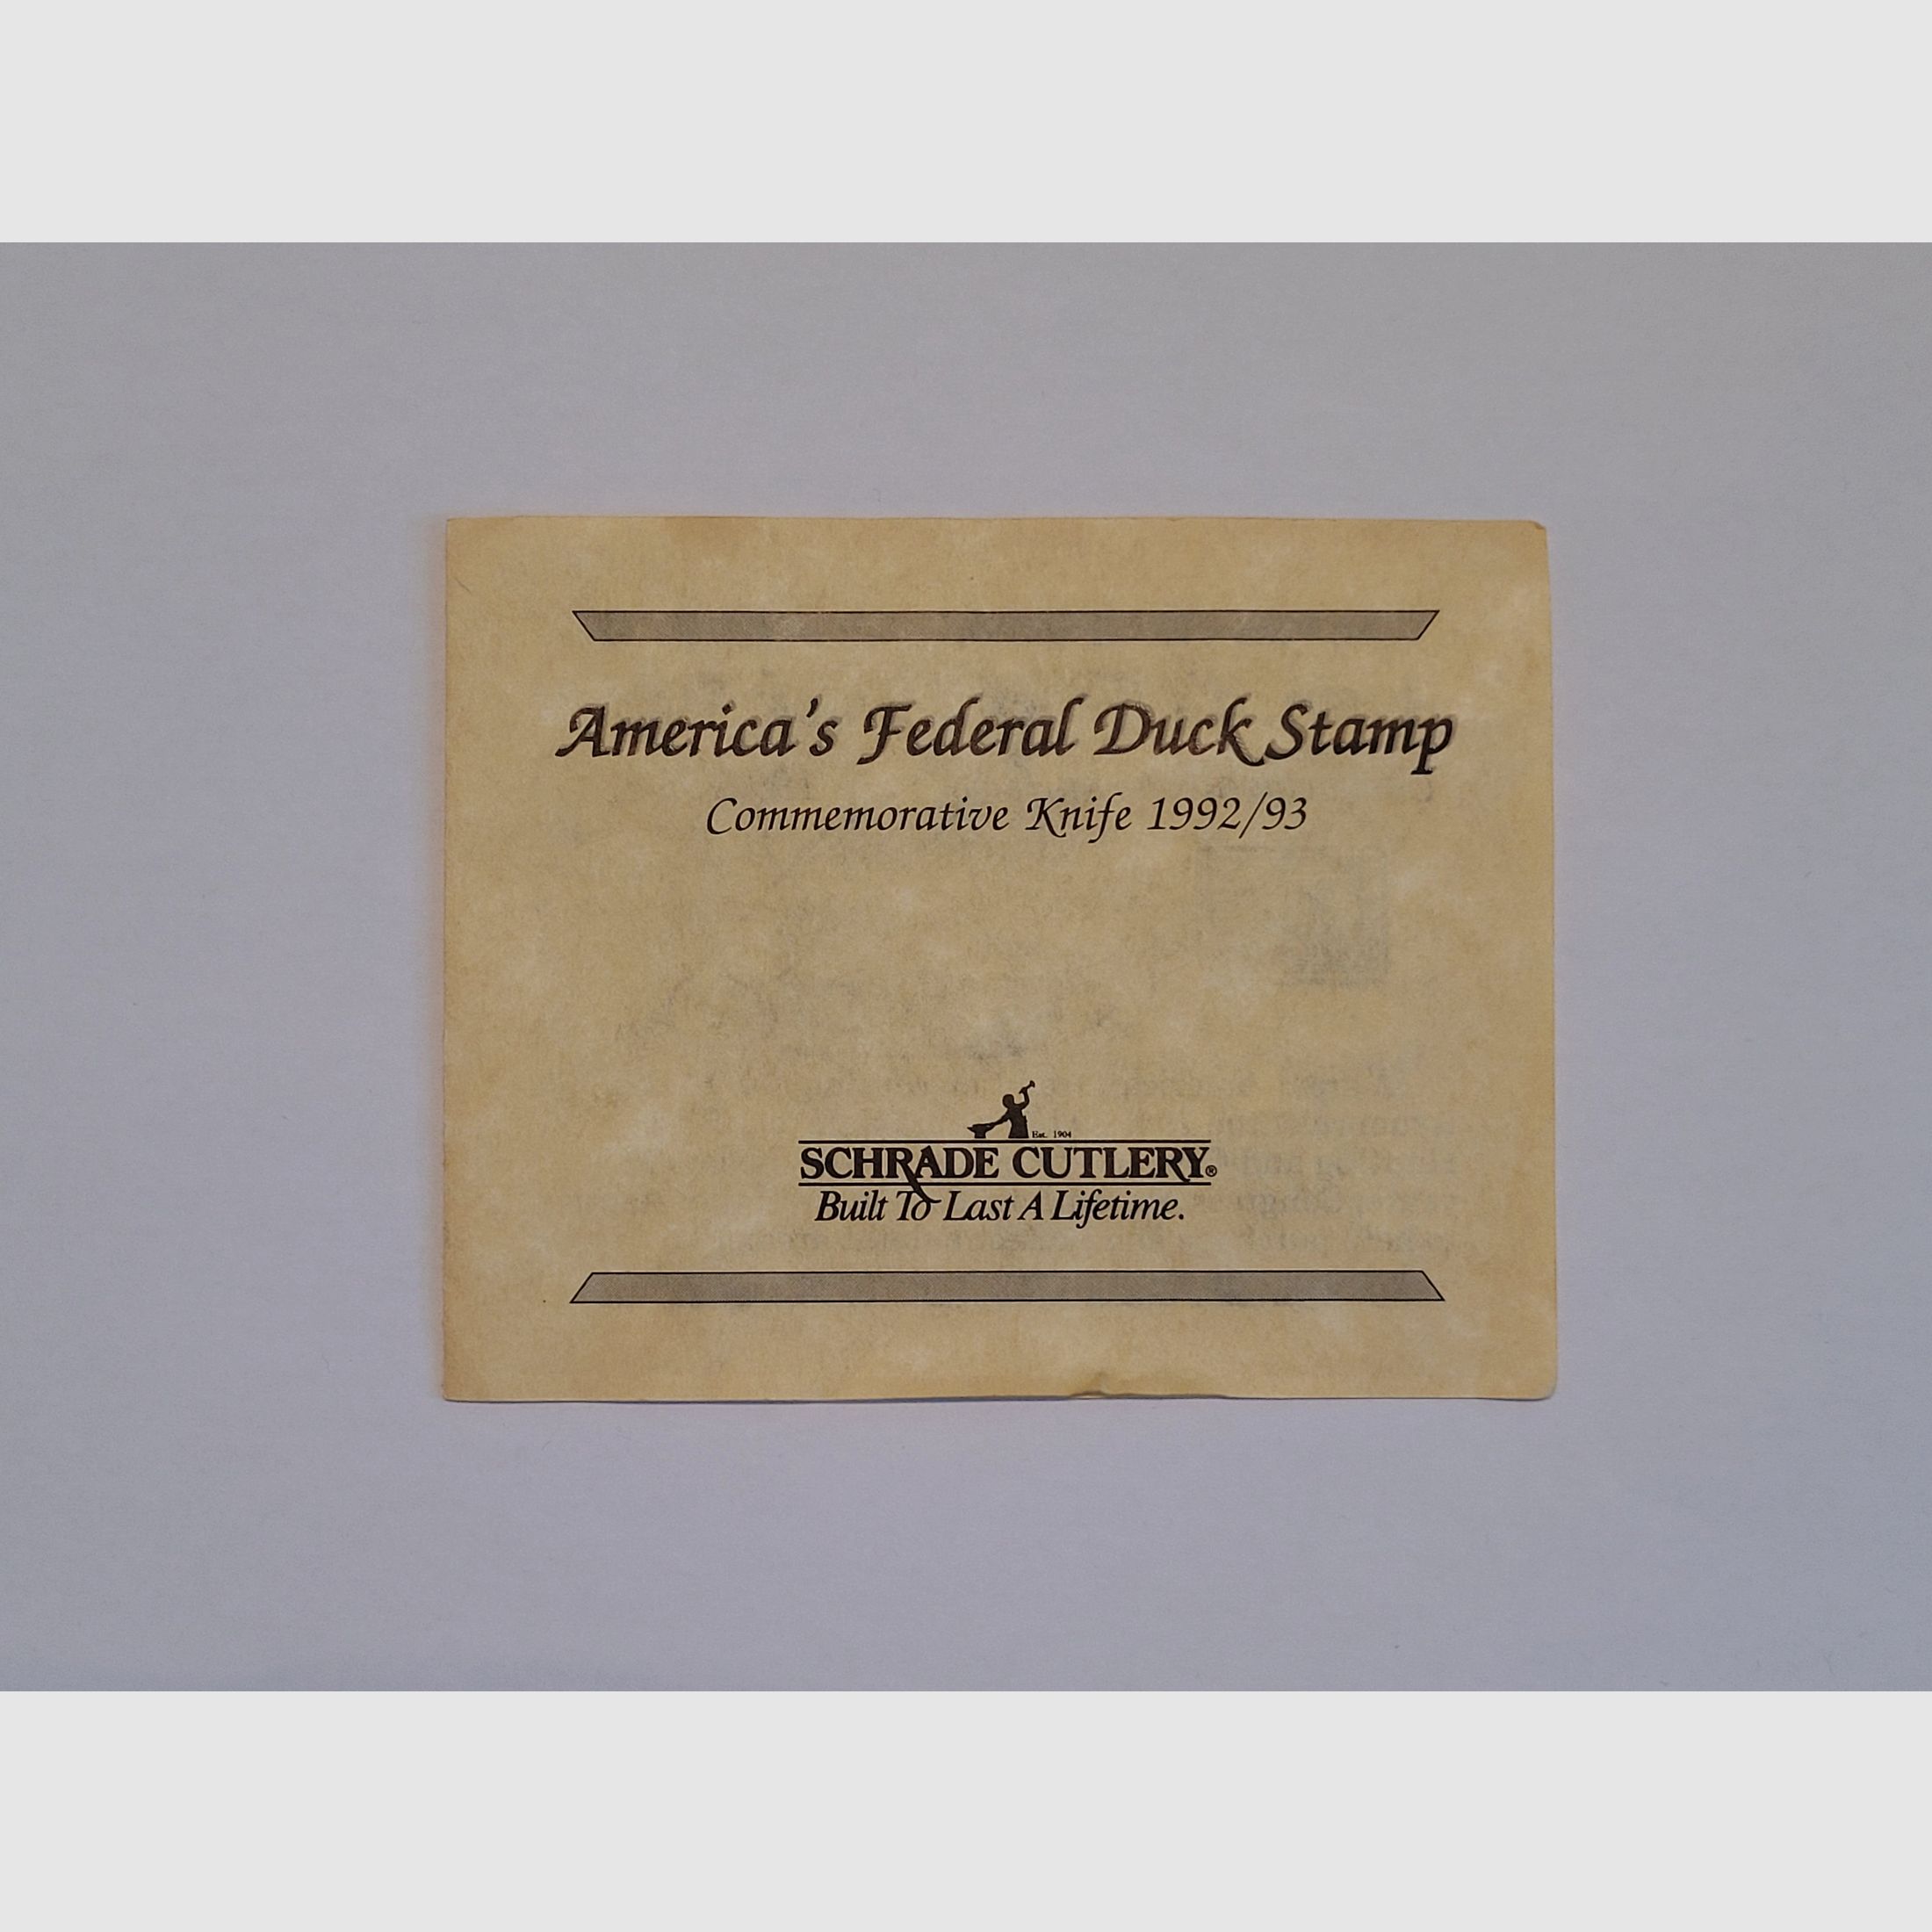 America's Federal Duck Stamp
Commemorative Knife 1992/93
Est. 1904
SCHRADE CUTLERY®
Built To Last A Lifetime.